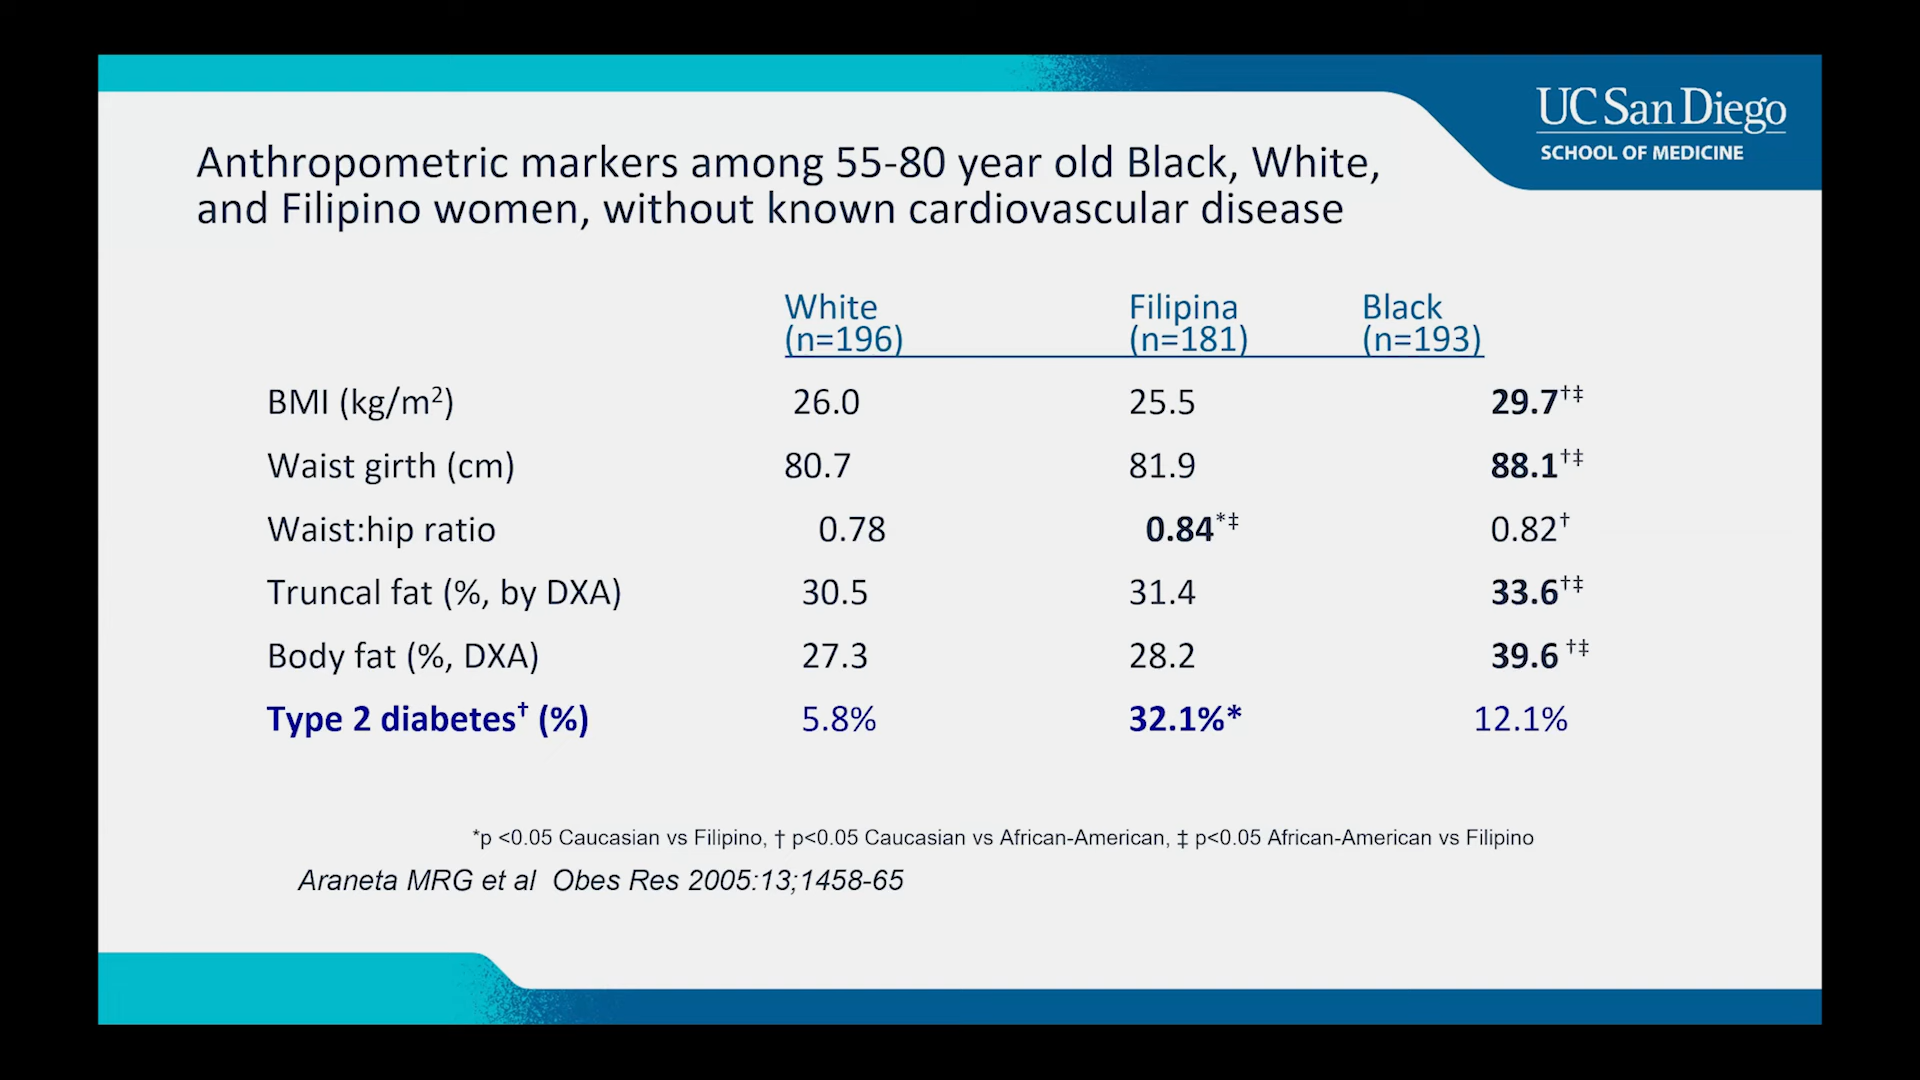 UC San Diego
SCHOOL OF MEDICINE
Anthropometric markers among 55-80 year old Black, White,
and Filipino women, without known cardiovascular disease
White Filipina Black
(n=196) (n=181) (n=193)
BMI (kg/m²) 26.0 25.5 29.7†‡
Waist girth (cm) 80.7 81.9 88.1†‡
Waist:hip ratio 0.78 0.84*‡ 0.82†
Truncal fat (%, by DXA) 30.5 31.4 33.6†‡
Body fat (%, DXA) 27.3 28.2 39.6 †‡
Type 2 diabetes† (%) 5.8% 32.1%* 12.1%
*p <0.05 Caucasian vs Filipino, † p<0.05 Caucasian vs African-American, ‡ p<0.05 African-American vs Filipino
Araneta MRG et al Obes Res 2005:13;1458-65